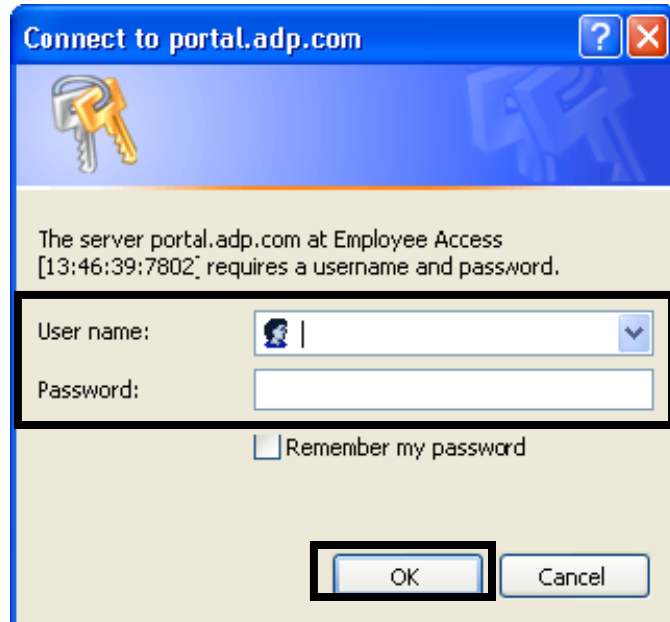 Connect to portal.adp.com
The server portal.adp.com at Employee Access
[13:46:39:7802] requires a username and password.
User name:
Password:
Remember my password
OK Cancel